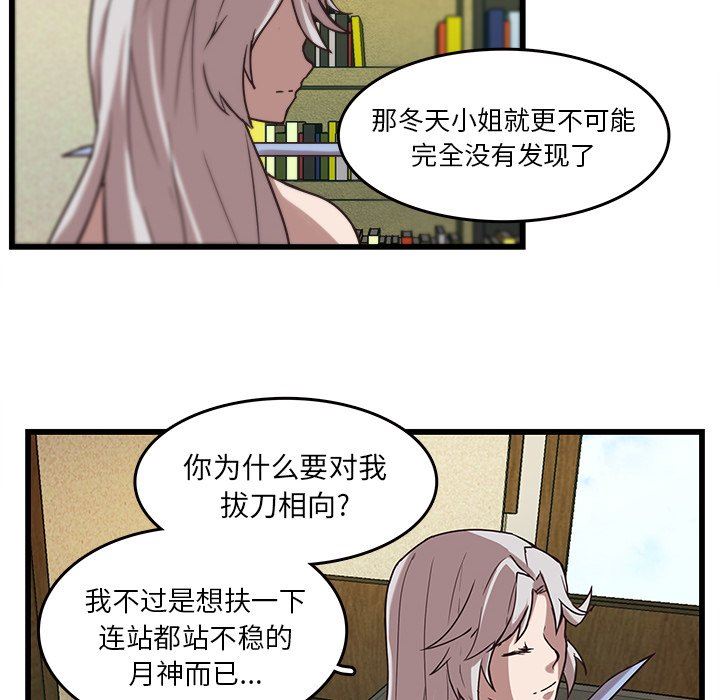 那冬天小姐就更不可能
完全没有发现了
你为什么要对我
拔刀相向?
我不过是想扶一下
连站都站不稳的
月神而已...